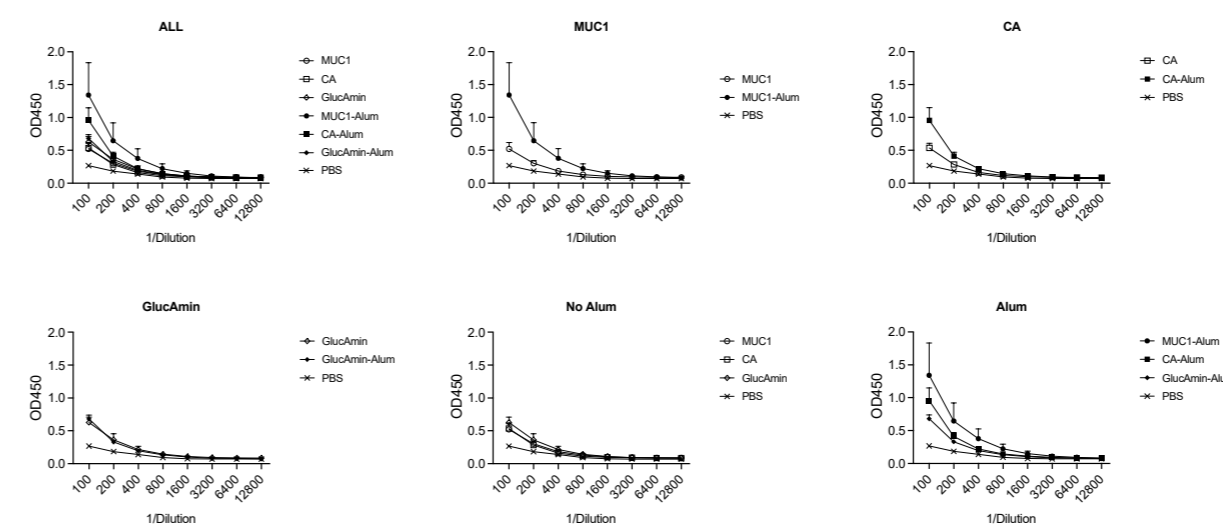 ALL
2.0
1.5
1.0
0.5
0.0
OD450
100
200
400
800
1600
3200
6400
12800
1/Dilution
MUC1
CA
GlucAmin
MUC1-Alum
CA-Alum
GlucAmin-Alum
PBS
MUC1
2.0
1.5
1.0
0.5
0.0
OD450
100
200
400
800
1600
3200
6400
12800
1/Dilution
MUC1
MUC1-Alum
PBS
CA
2.0
1.5
1.0
0.5
0.0
OD450
100
200
400
800
1600
3200
6400
12800
1/Dilution
CA
CA-Alum
PBS
GlucAmin
2.0
1.5
1.0
0.5
0.0
OD450
100
200
400
800
1600
3200
6400
12800
1/Dilution
GlucAmin
GlucAmin-Alum
PBS
No Alum
2.0
1.5
1.0
0.5
0.0
OD450
100
200
400
800
1600
3200
6400
12800
1/Dilution
MUC1
CA
GlucAmin
PBS
Alum
2.0
1.5
1.0
0.5
0.0
OD450
100
200
400
800
1600
3200
6400
12800
1/Dilution
MUC1-Alum
CA-Alum
GlucAmin-Alu
PBS